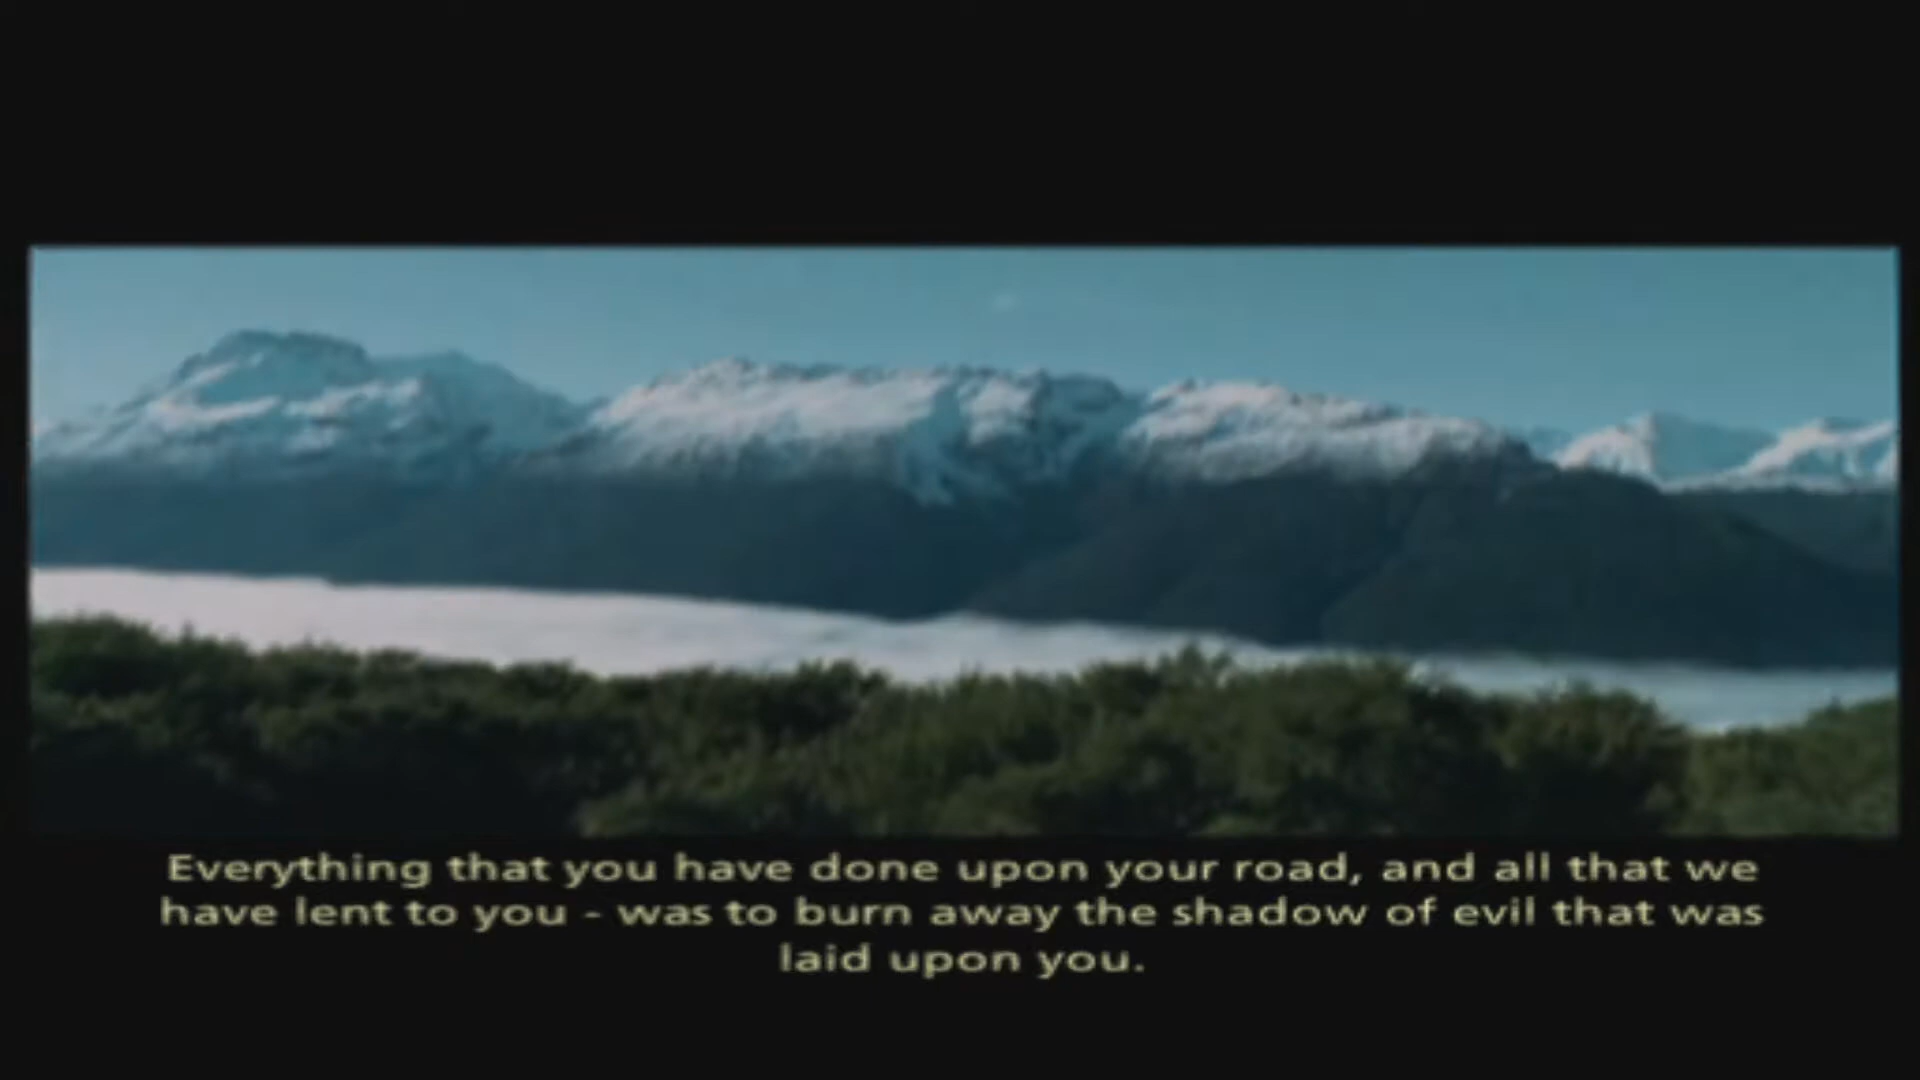 Everything that you have done upon your road, and all that we
have lent to you - was to burn away the shadow of evil that was
laid upon you.